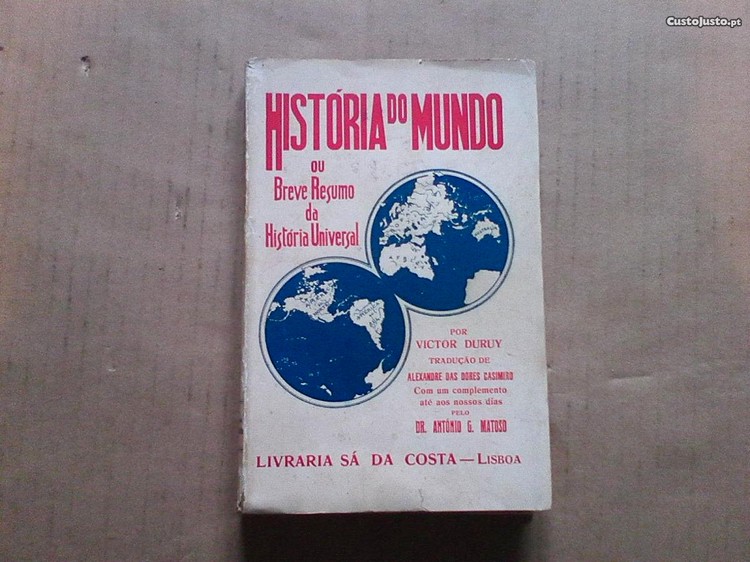 CustoJusto.pt
HISTÓRIA DO MUNDO
OU
Breve Resumo
da
História Universal
POR
VICTOR DURUY
TRADUÇÃO DE
ALEXANDRE DAS DORES CASIMIRO
Com um complemento
até aos nossos dias
PELO
DR. ANTÓNIO G. MATOSO
LIVRARIA SÁ DA COSTA — LISBOA